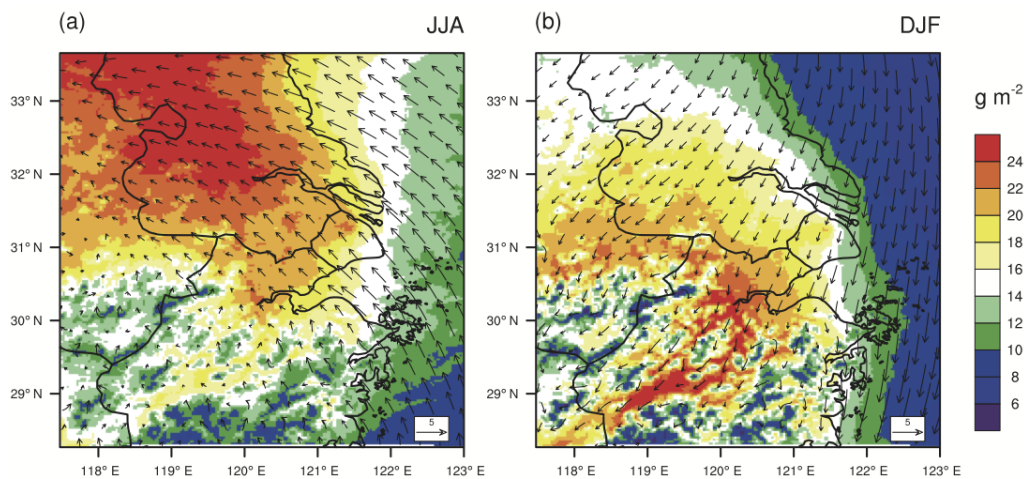 (a) JJA
33° N
32° N
31° N
30° N
29° N
118° E 119° E 120° E 121° E 122° E 123° E
5
(b) DJF
33° N
32° N
31° N
30° N
29° N
118° E 119° E 120° E 121° E 122° E 123° E
5
g m⁻²
24
22
20
18
16
14
12
10
8
6